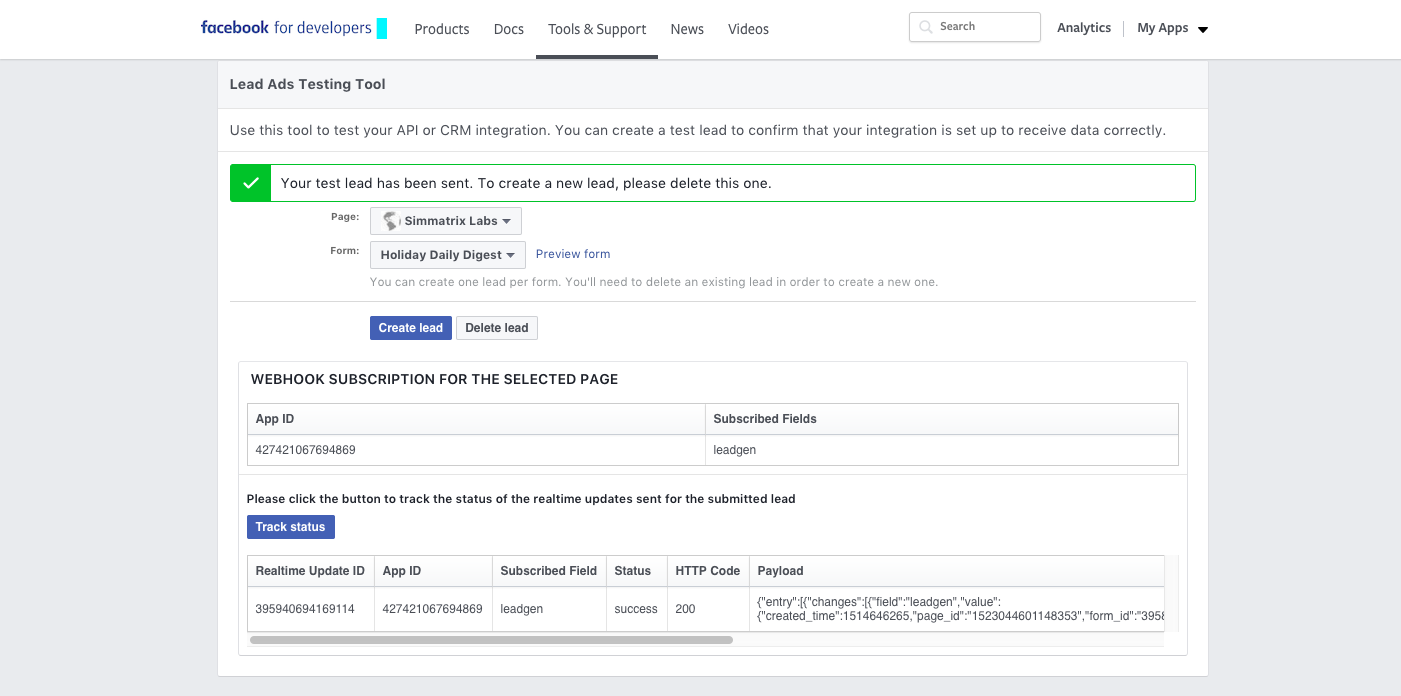 facebook for developers Products Docs Tools & Support News Videos Search Analytics My Apps
Lead Ads Testing Tool
Use this tool to test your API or CRM integration. You can create a test lead to confirm that your integration is set up to receive data correctly.
Your test lead has been sent. To create a new lead, please delete this one.
Page: Simmatrix Labs
Form: Holiday Daily Digest Preview form
You can create one lead per form. You'll need to delete an existing lead in order to create a new one.
Create lead Delete lead
WEBHOOK SUBSCRIPTION FOR THE SELECTED PAGE
App ID Subscribed Fields
427421067694869 leadgen
Please click the button to track the status of the realtime updates sent for the submitted lead
Track status
Realtime Update ID App ID Subscribed Field Status HTTP Code Payload
395940694169114 427421067694869 leadgen success 200 {"entry":[{"changes":[{"field":"leadgen","value":
{"created_time":1514646265,"page_id":"1523044601148353","form_id":"3958